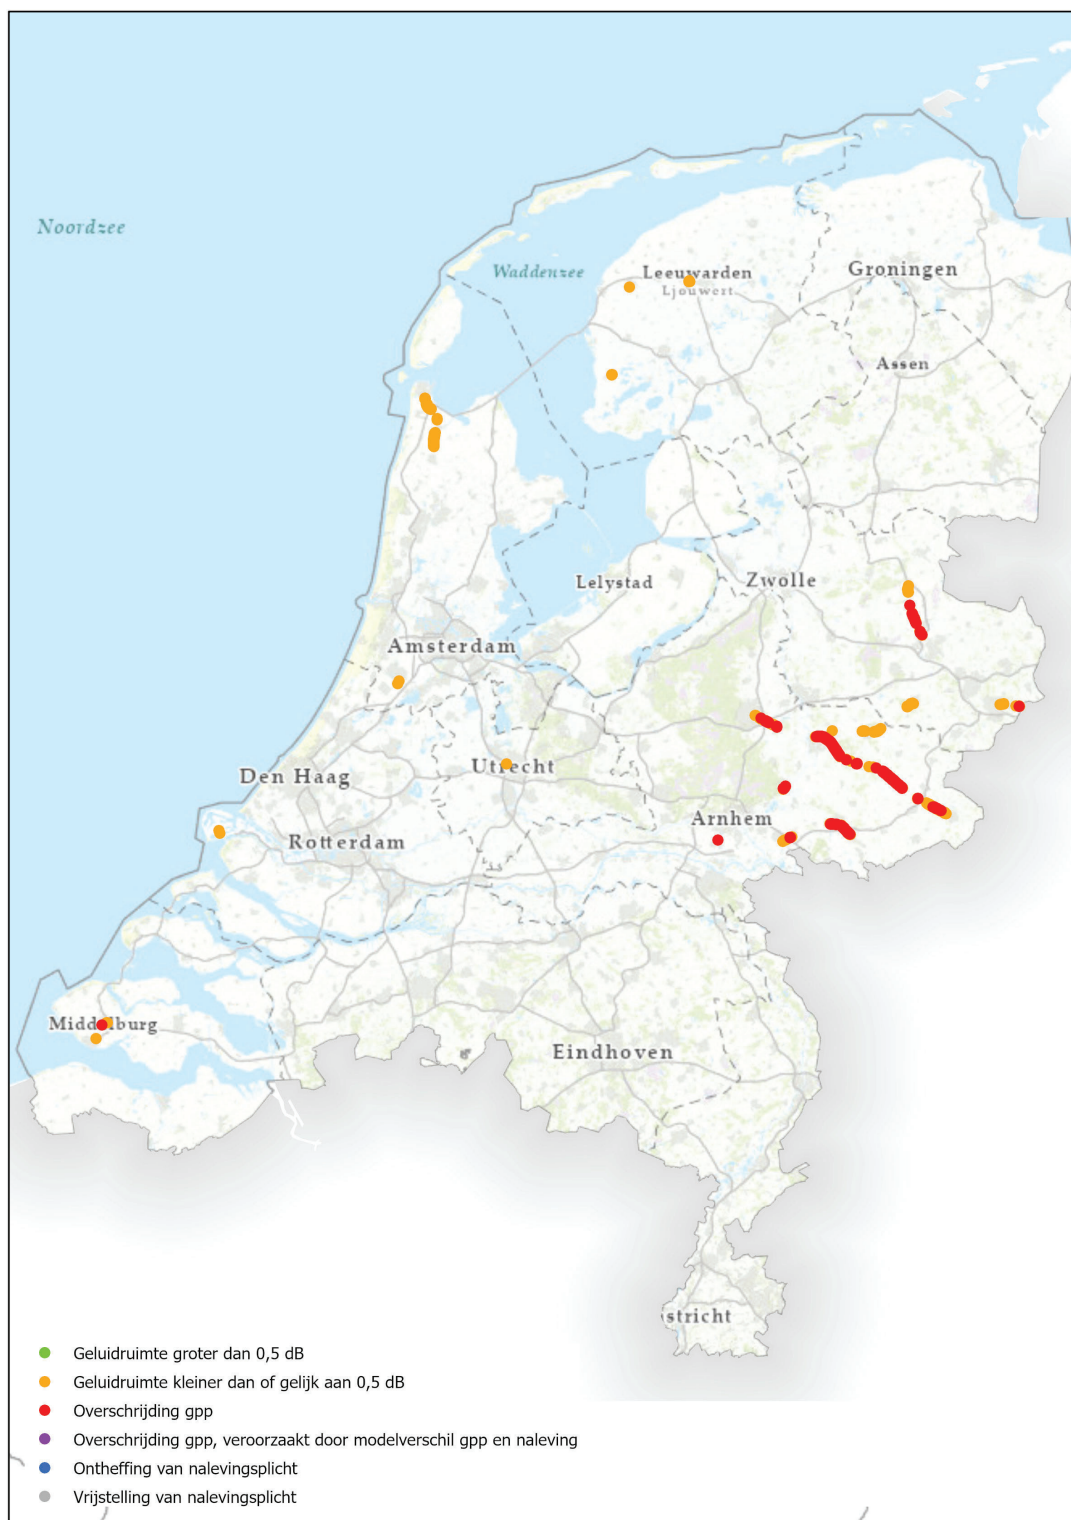 Noordzee
Waddenzee
Leeuwarden
Ljouwert
Groningen
Assen
Lelystad
Zwolle
Amsterdam
Utrecht
Den Haag
Arnhem
Rotterdam
Middelburg
Eindhoven
stricht
Geluidruimte groter dan 0,5 dB
Geluidruimte kleiner dan of gelijk aan 0,5 dB
Overschrijding gpp
Overschrijding gpp, veroorzaakt door modelverschil gpp en naleving
Ontheffing van nalevingsplicht
Vrijstelling van nalevingsplicht